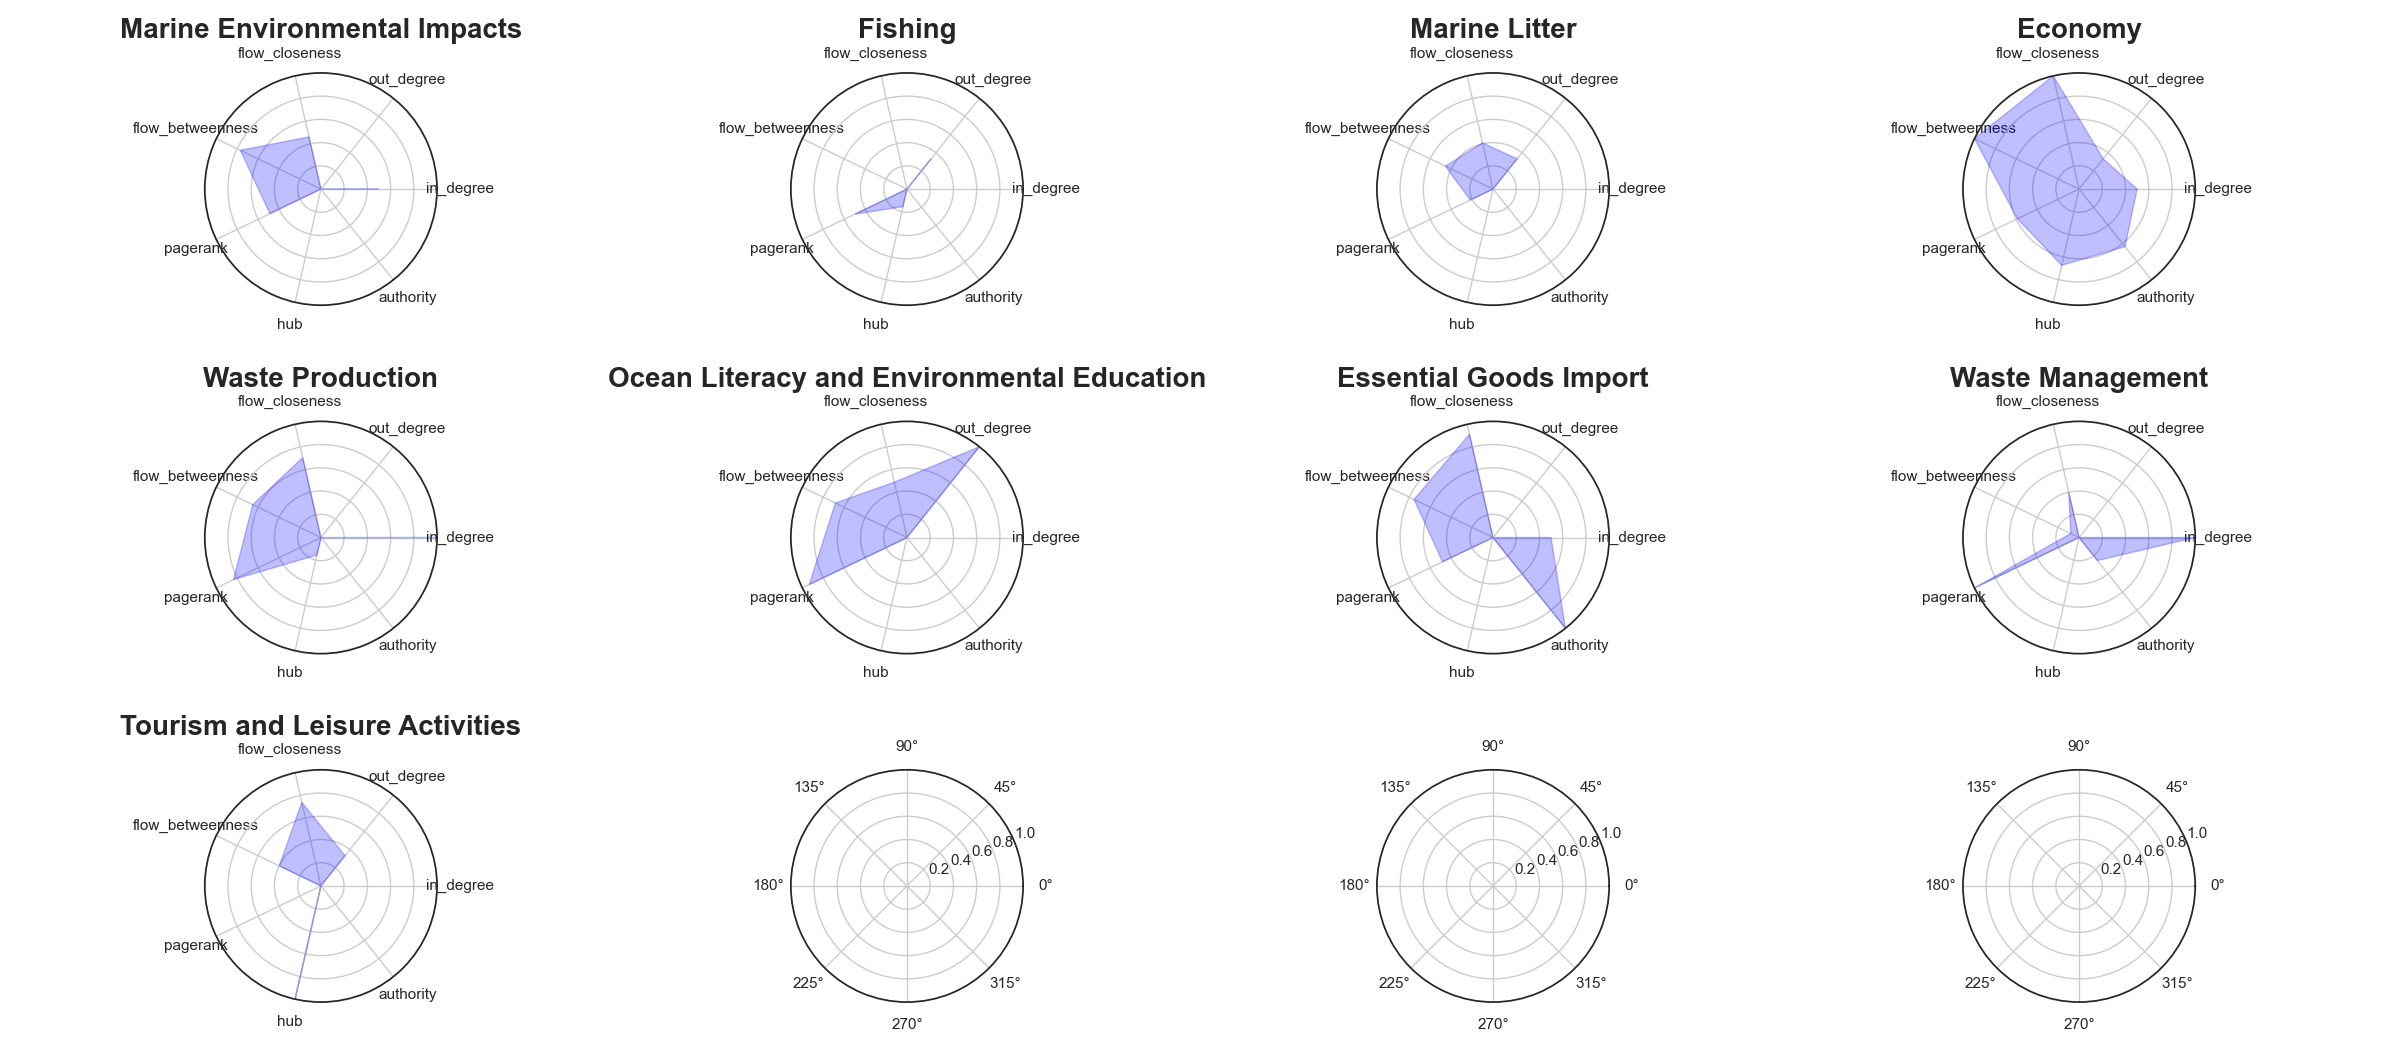 Marine Environmental Impacts
flow_closeness
out_degree
flow_betweenness
in_degree
pagerank
authority
hub
Fishing
flow_closeness
out_degree
flow_betweenness
in_degree
pagerank
authority
hub
Marine Litter
flow_closeness
out_degree
flow_betweenness
in_degree
pagerank
authority
hub
Economy
flow_closeness
out_degree
flow_betweenness
in_degree
pagerank
authority
hub
Waste Production
flow_closeness
out_degree
flow_betweenness
in_degree
pagerank
authority
hub
Ocean Literacy and Environmental Education
flow_closeness
out_degree
flow_betweenness
in_degree
pagerank
authority
hub
Essential Goods Import
flow_closeness
out_degree
flow_betweenness
in_degree
pagerank
authority
hub
Waste Management
flow_closeness
out_degree
flow_betweenness
in_degree
pagerank
authority
hub
Tourism and Leisure Activities
flow_closeness
out_degree
flow_betweenness
in_degree
pagerank
authority
hub
90°
135°
45°
1.0
0.8
0.6
0.4
0.2
180°
0°
225°
315°
270°
90°
135°
45°
1.0
0.8
0.6
0.4
0.2
180°
0°
225°
315°
270°
90°
135°
45°
1.0
0.8
0.6
0.4
0.2
180°
0°
225°
315°
270°